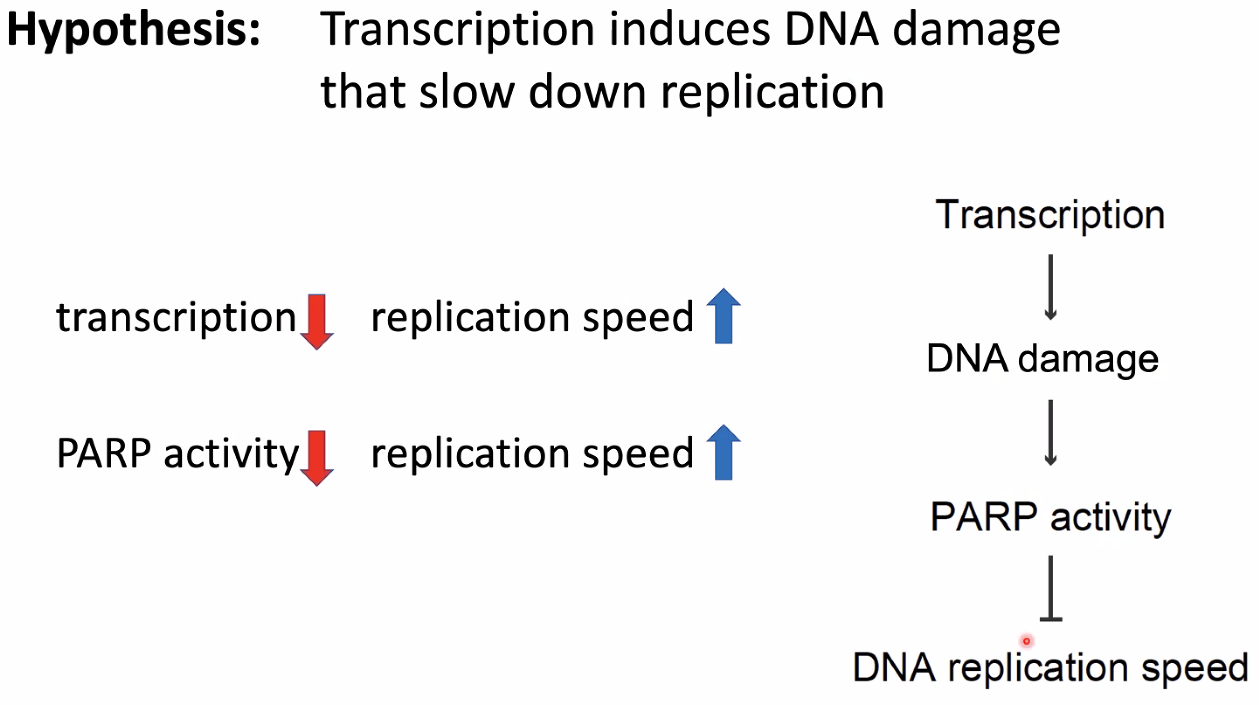 Hypothesis: Transcription induces DNA damage
that slow down replication
transcription replication speed
PARP activity replication speed
Transcription
DNA damage
PARP activity
DNA replication speed